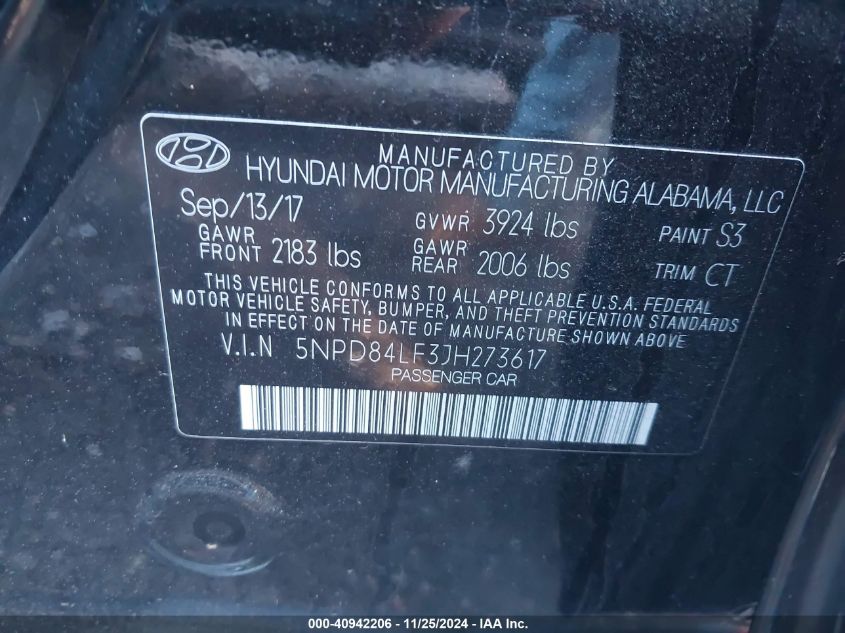 MANUFACTURED BY
HYUNDAI MOTOR MANUFACTURING ALABAMA, LLC
Sep/13/17 GVWR 3924 lbs PAINT S3
GAWR FRONT 2183 lbs GAWR REAR 2006 lbs TRIM CT
THIS VEHICLE CONFORMS TO ALL APPLICABLE U.S.A. FEDERAL
MOTOR VEHICLE SAFETY, BUMPER, AND THEFT PREVENTION STANDARDS
IN EFFECT ON THE DATE OF MANUFACTURE SHOWN ABOVE.
V.I.N 5NPD84LF3JH273617
PASSENGER CAR
000-40942206 - 11/25/2024 - IAA Inc.